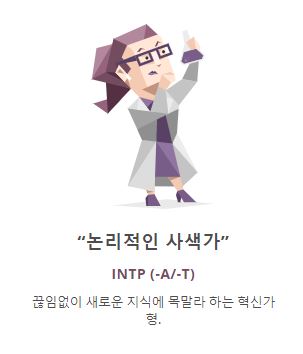 “논리적인 사색가”
INTP (-A/-T)
끊임없이 새로운 지식에 목말라 하는 혁신가
형.